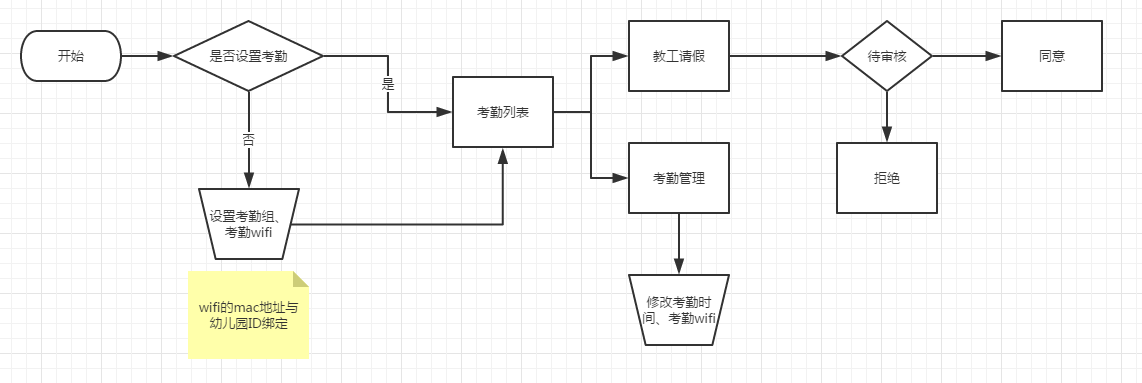 开始
是否设置考勤
是
否
设置考勤组、
考勤wifi
wifi的mac地址与
幼儿园ID绑定
考勤列表
教工请假
待审核
同意
拒绝
考勤管理
修改考勤时
间、考勤wifi